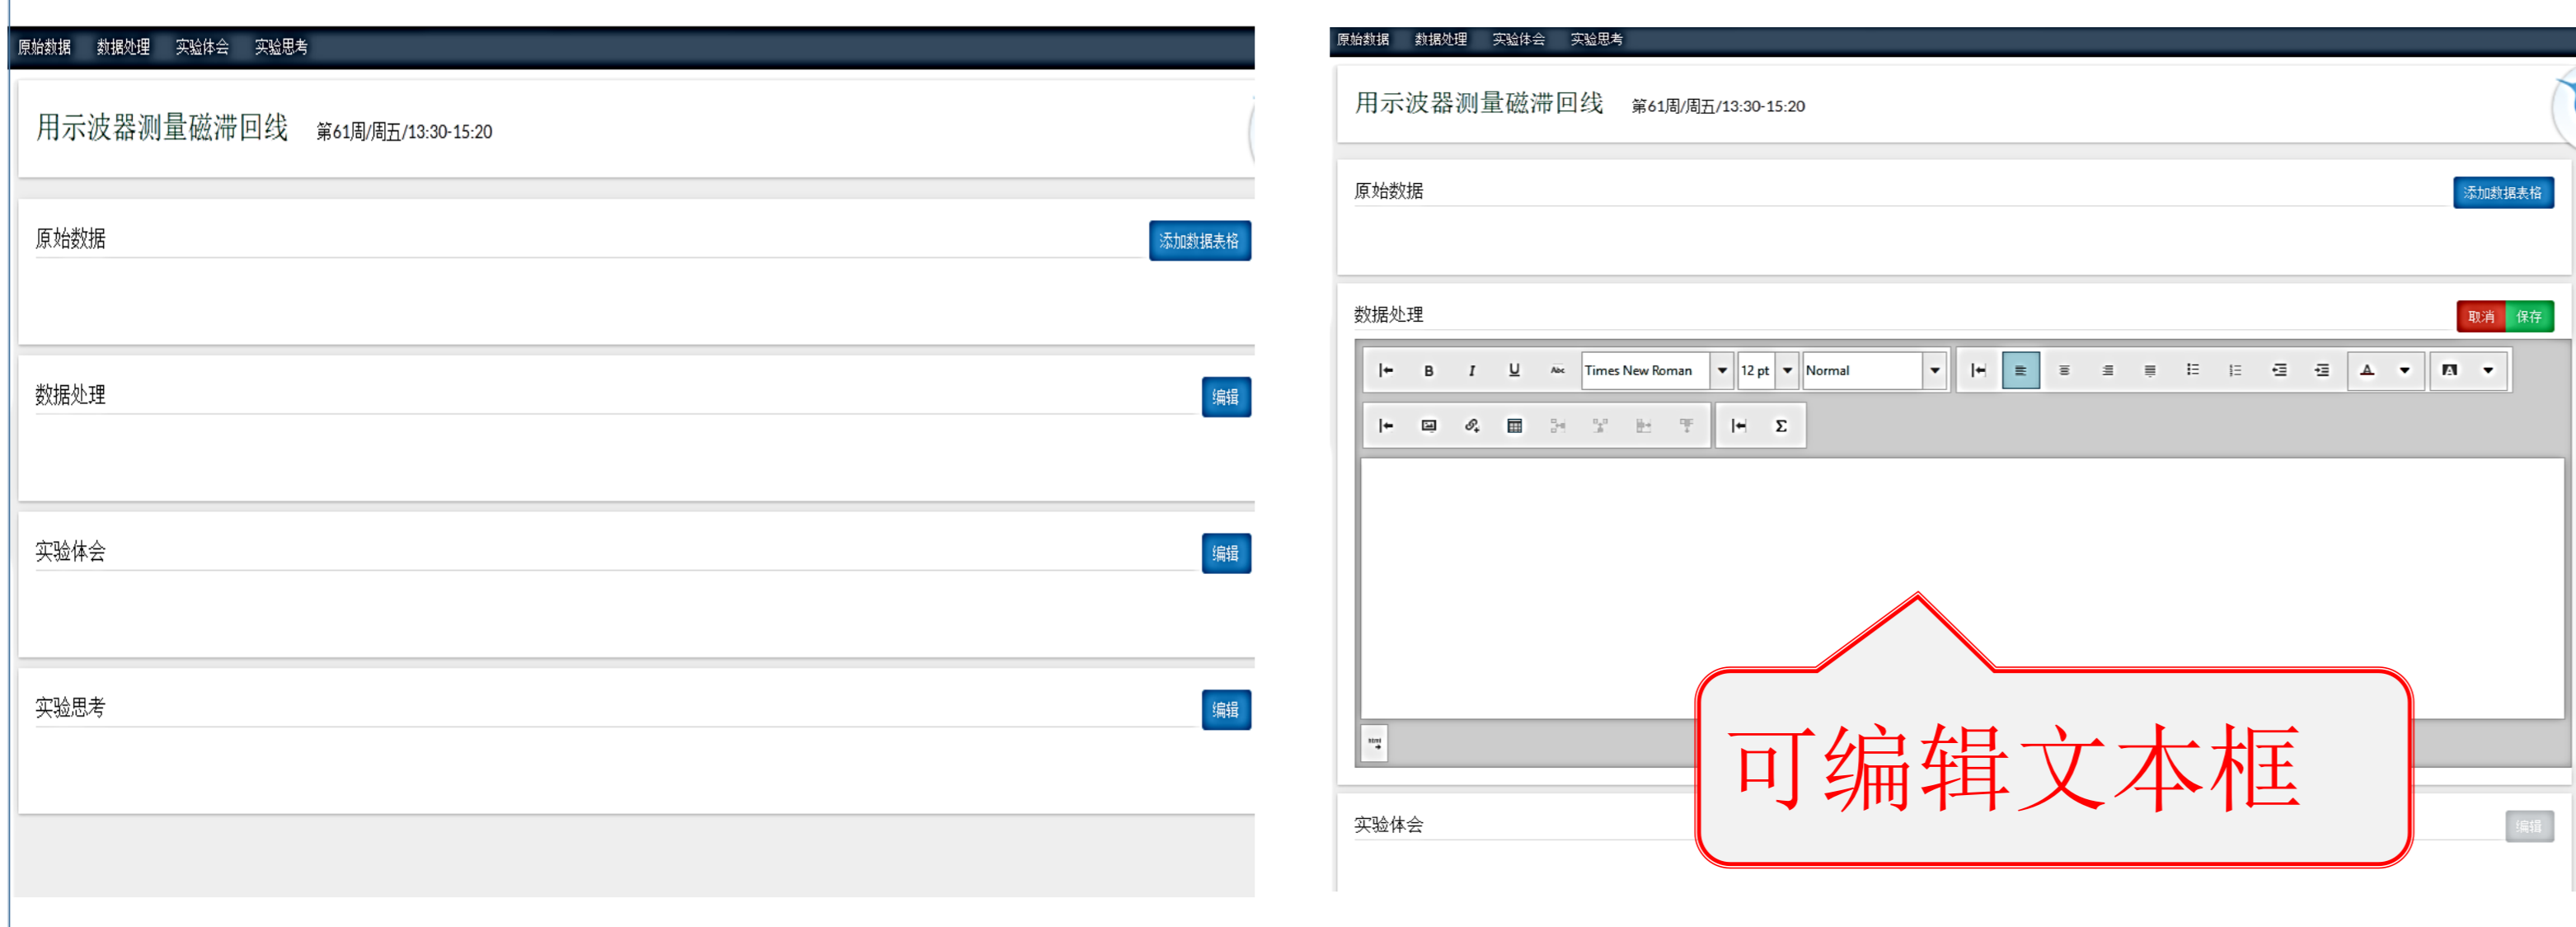 原始数据 数据处理 实验体会 实验思考
用示波器测量磁滞回线 第61周/周五/13:30-15:20
原始数据 添加数据表格
数据处理 编辑
实验体会 编辑
实验思考 编辑
原始数据 数据处理 实验体会 实验思考
用示波器测量磁滞回线 第61周/周五/13:30-15:20
原始数据 添加数据表格
数据处理 取消 保存
B I U Abc Times New Roman 12 pt Normal A A
Σ
html
可编辑文本框
实验体会 编辑